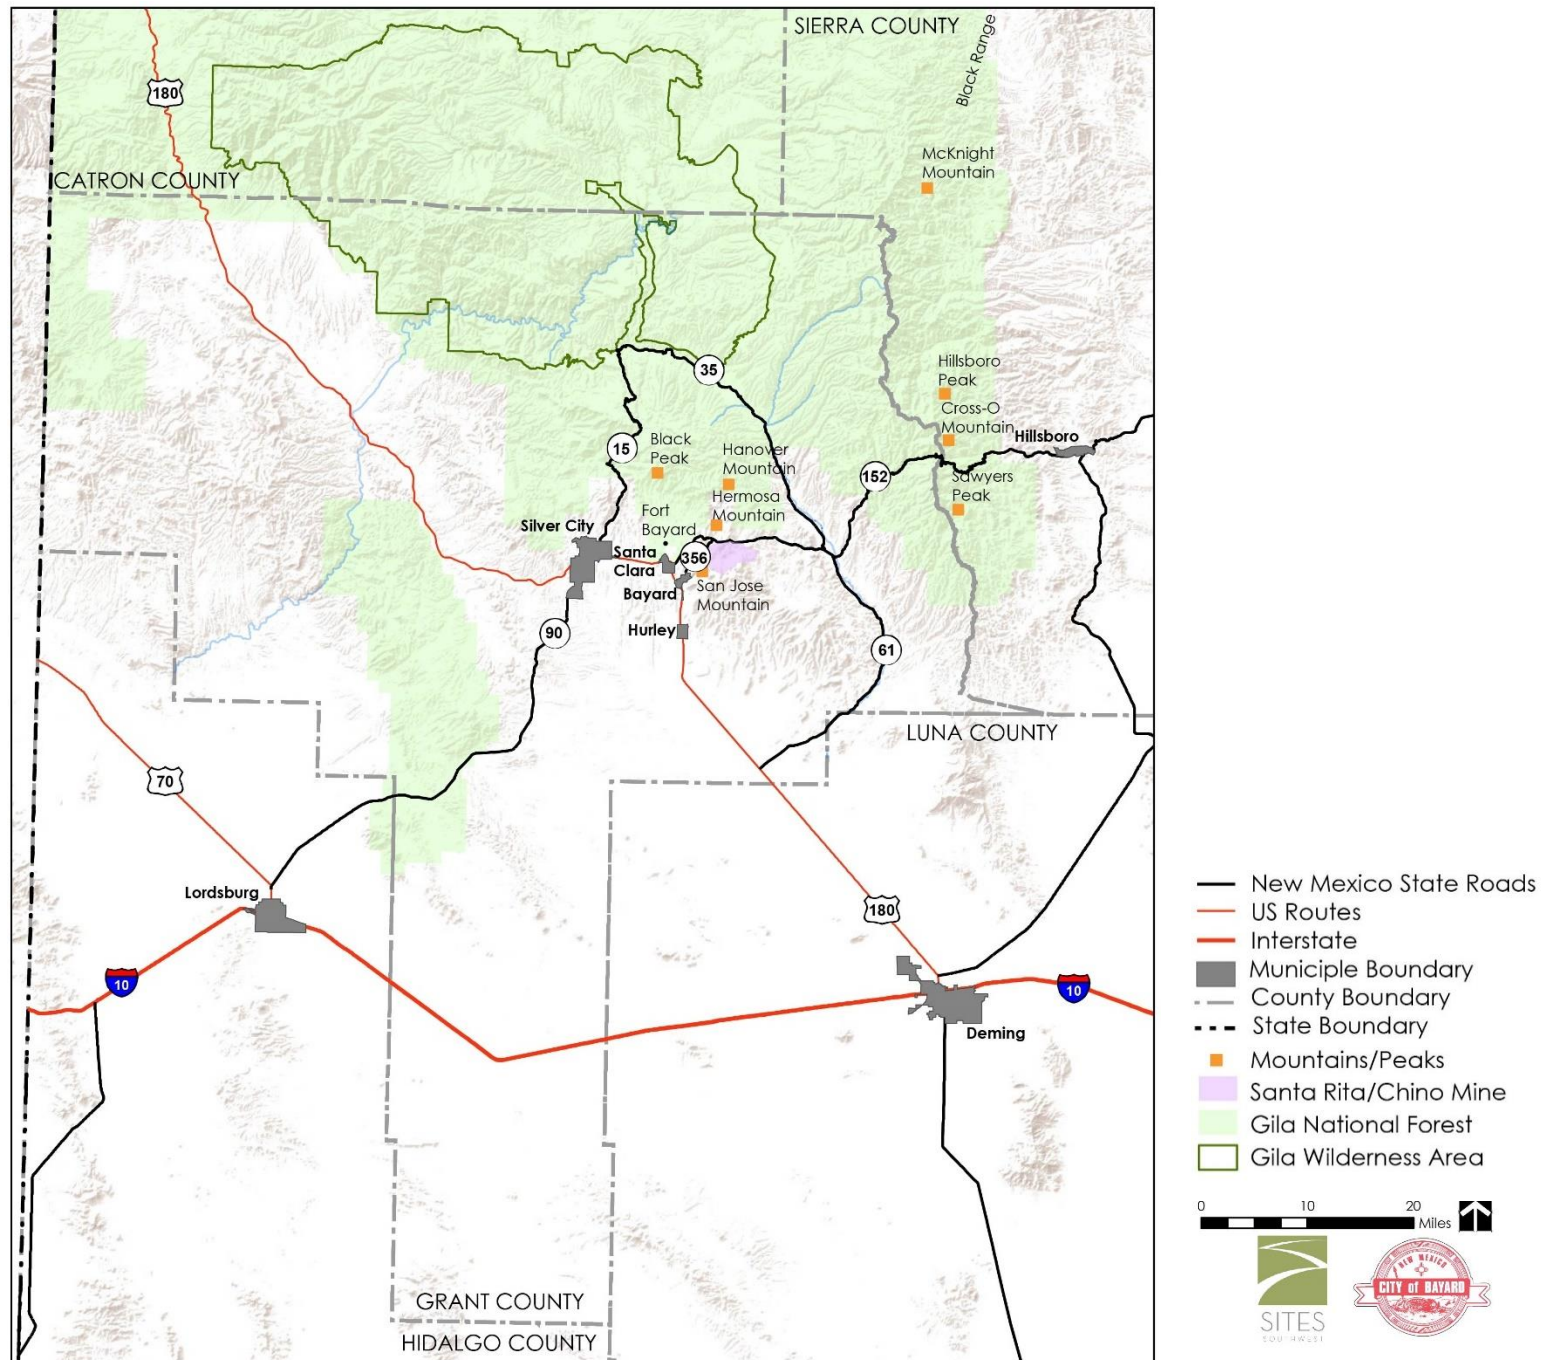 SIERRA COUNTY
Black Range
180
McKnight
Mountain
CATRON COUNTY
35
Hillsboro
Peak
Cross-O
Mountain
Hillsboro
15
Black
Peak
Hanover
Mountain
152
Sawyers
Peak
Hermosa
Mountain
Fort
Bayard
Silver City
Santa
Clara
356
San Jose
Mountain
Bayard
Hurley
90
61
LUNA COUNTY
70
Lordsburg
180
10
10
Deming
GRANT COUNTY
HIDALGO COUNTY
New Mexico State Roads
US Routes
Interstate
Municiple Boundary
County Boundary
State Boundary
Mountains/Peaks
Santa Rita/Chino Mine
Gila National Forest
Gila Wilderness Area
0 10 20
Miles
SITES
SOUTHWEST
NEW MEXICO
CITY of BAYARD